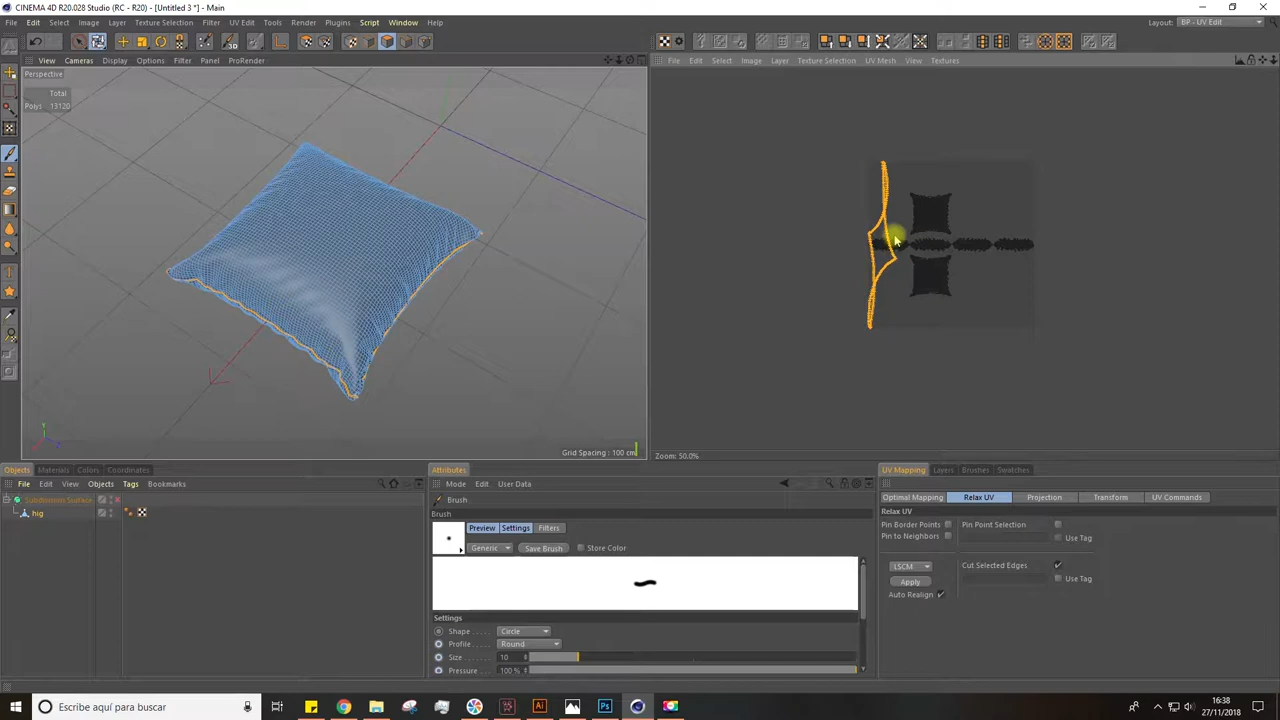 CINEMA 4D R20.028 Studio (RC - R20) - [Untitled 3 *] - Main
File Edit Select Image Layer Texture Selection Filter UV Edit Tools Render Plugins Script Window Help
Layout: BP - UV Edit
View Cameras Display Options Filter Panel ProRender
File Edit Select Image Layer Texture Selection UV Mesh View Textures
Perspective
Total
Polys 13120
Grid Spacing : 100 cm
Zoom: 50.0%
Objects Materials Colors Coordinates
Attributes
UV Mapping Layers Brushes Swatches
File Edit View Objects Tags Bookmarks
Mode Edit User Data
Subdivision Surface
hig
Brush
Brush
Preview Settings Filters
Generic Save Brush Store Color
Optimal Mapping Relax UV Projection Transform UV Commands
Relax UV
Pin Border Points Pin Point Selection
Pin to Neighbors Use Tag
LSCM Cut Selected Edges
Apply Use Tag
Auto Realign
Settings
Shape Circle
Profile Round
Size 10
Pressure 100 %
Escribe aquí para buscar
16:38
27/11/2018